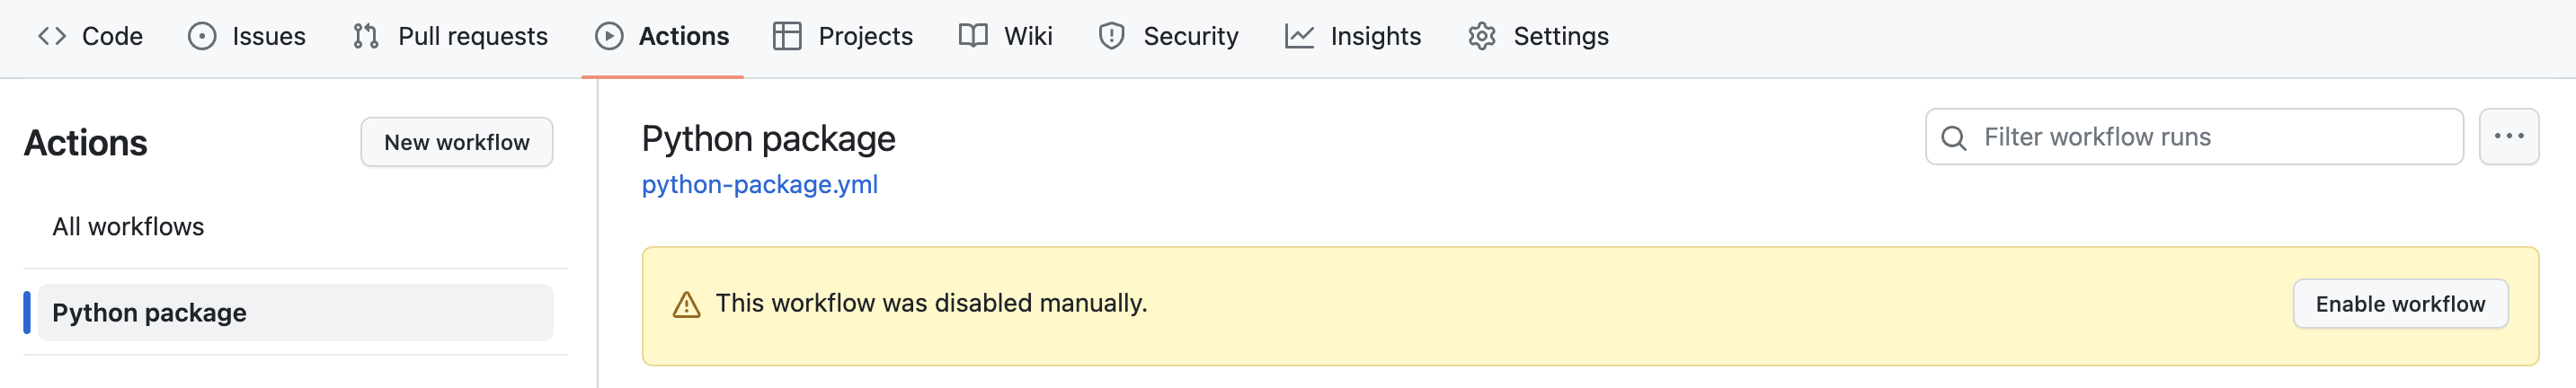 Code Issues Pull requests Actions Projects Wiki Security Insights Settings
Actions
New workflow
All workflows
Python package
Python package
python-package.yml
Filter workflow runs
This workflow was disabled manually.
Enable workflow